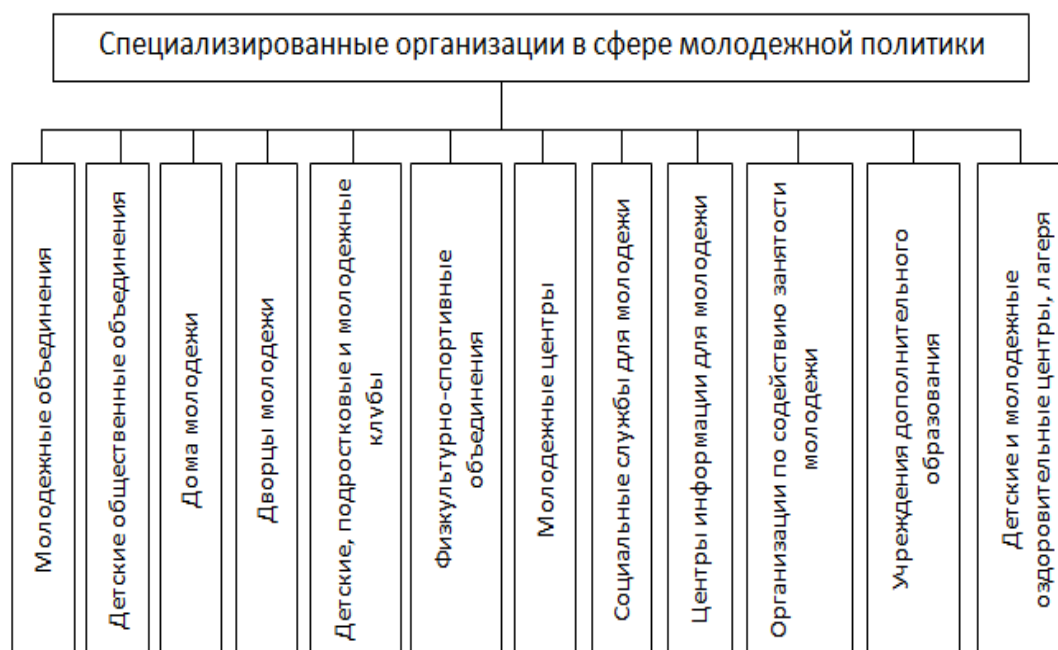 Специализированные организации в сфере молодежной политики
Молодежные объединения
Детские общественные объединения
Дома молодежи
Дворцы молодежи
Детские, подростковые и молодежные
клубы
Физкультурно-спортивные
объединения
Молодежные центры
Социальные службы для молодежи
Центры информации для молодежи
Организации по содействию занятости
молодежи
Учреждения дополнительного
образования
Детские и молодежные
оздоровительные центры, лагеря